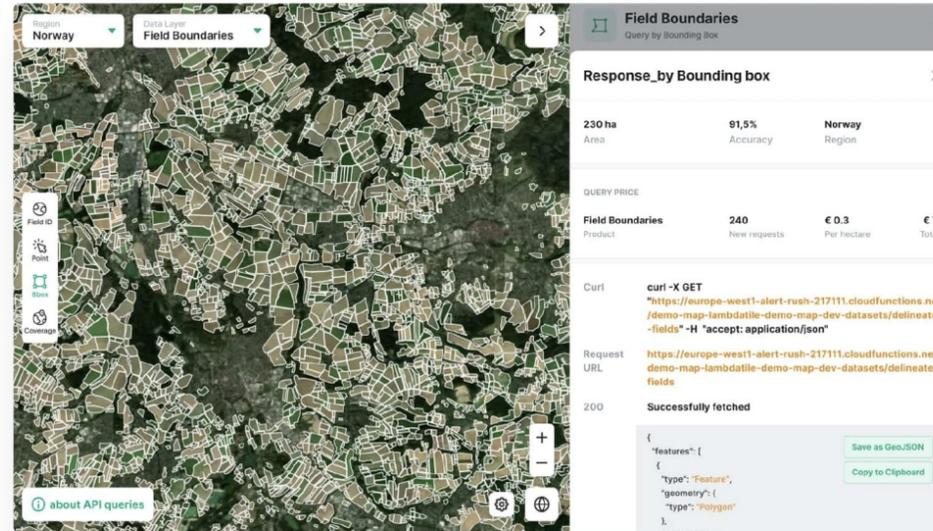 Region
Norway
Data Layer
Field Boundaries
Field ID
Point
Bbox
Coverage
about API queries
Field Boundaries
Query by Bounding Box
Response_by Bounding box
230 ha
91,5%
Norway
Area
Accuracy
Region
QUERY PRICE
Field Boundaries
240
€ 0.3
€
Product
New requests
Per hectare
Tot
Curl
curl -X GET
"https://europe-west1-alert-rush-217111.cloudfunctions.ne
/demo-map-lambdatile-demo-map-dev-datasets/delineate
-fields" -H "accept: application/json"
Request
URL
https://europe-west1-alert-rush-217111.cloudfunctions.ne
demo-map-lambdatile-demo-map-dev-datasets/delineate
fields
200
Successfully fetched
{
"features": [
{
"type": "Feature",
"geometry": {
"type": "Polygon"
},
Save as GeoJSON
Copy to Clipboard